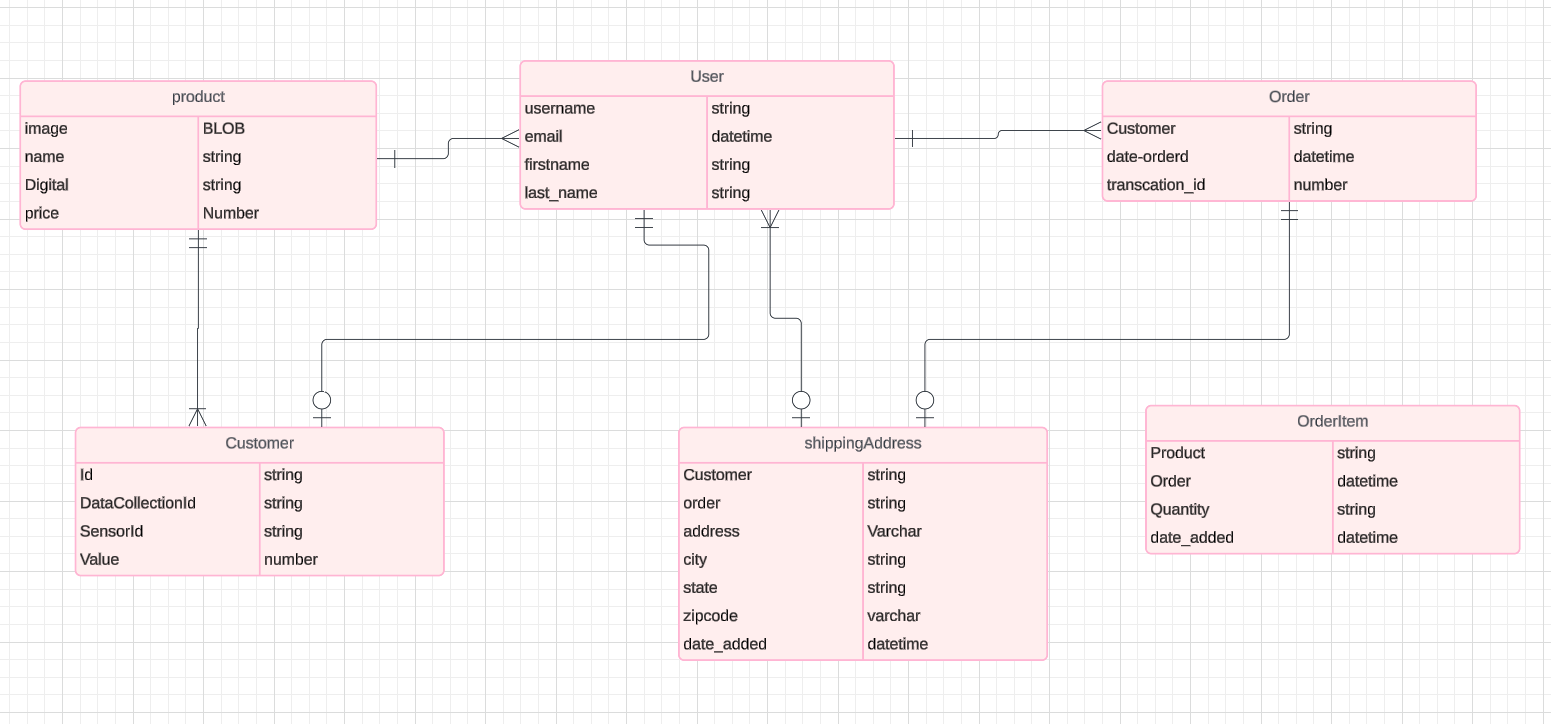 product
image BLOB
name string
Digital string
price Number
User
username string
email datetime
firstname string
last_name string
Order
Customer string
date-orderd datetime
transcation_id number
Customer
Id string
DataCollectionId string
SensorId string
Value number
shippingAddress
Customer string
order string
address Varchar
city string
state string
zipcode varchar
date_added datetime
OrderItem
Product string
Order datetime
Quantity string
date_added datetime